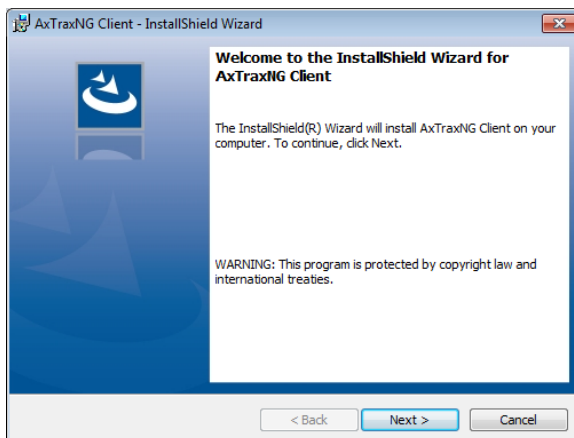 AxTraxNG Client - InstallShield Wizard
Welcome to the InstallShield Wizard for
AxTraxNG Client
The InstallShield(R) Wizard will install AxTraxNG Client on your
computer. To continue, click Next.
WARNING: This program is protected by copyright law and
international treaties.
< Back
Next >
Cancel